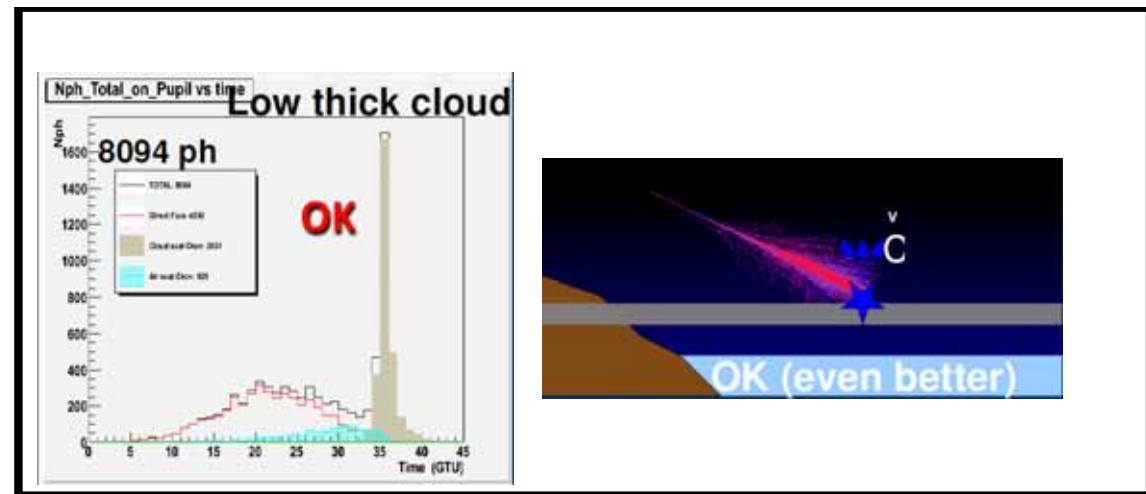 Nph_Total_on_Pupil vs time
Low thick cloud
Nph
8094 ph
1600
1400
1200
1000
800
600
400
200
0
TOTAL
OK
0 5 10 15 20 25 30 35 40 45
Time (GTU)
v
C
OK (even better)